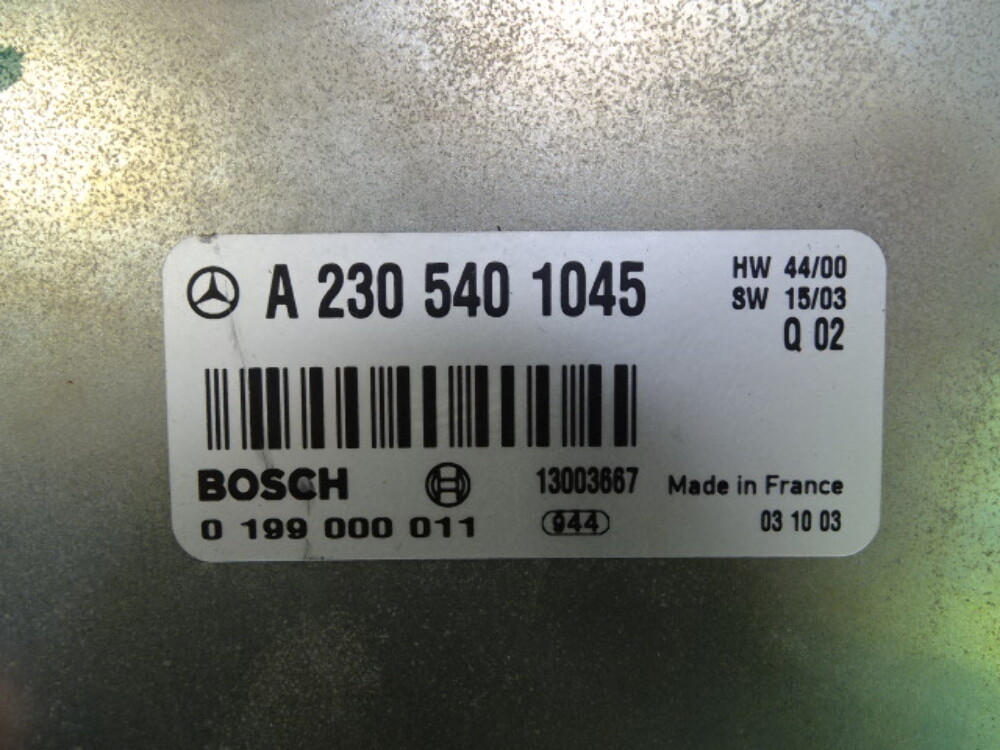 A 230 540 1045
HW 44/00
SW 15/03
Q 02
BOSCH
13003667
Made in France
0 199 000 011
944
03 10 03